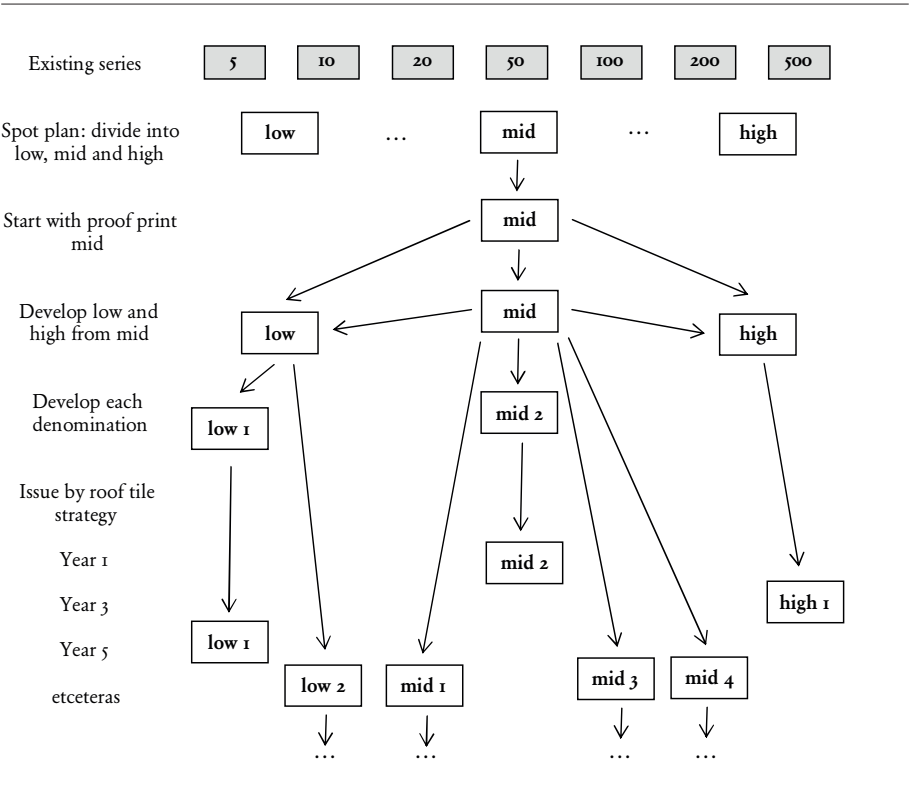 Existing series
5 10 20 50 100 200 500
Spot plan: divide into
low, mid and high
low ... mid ... high
Start with proof print
mid
mid
Develop low and
high from mid
low mid high
Develop each
denomination
low 1 mid 2
Issue by roof tile
strategy
Year 1
mid 2
Year 3
high 1
Year 5
low 1
etceteras
low 2 mid 1 mid 3 mid 4
... ... ... ...